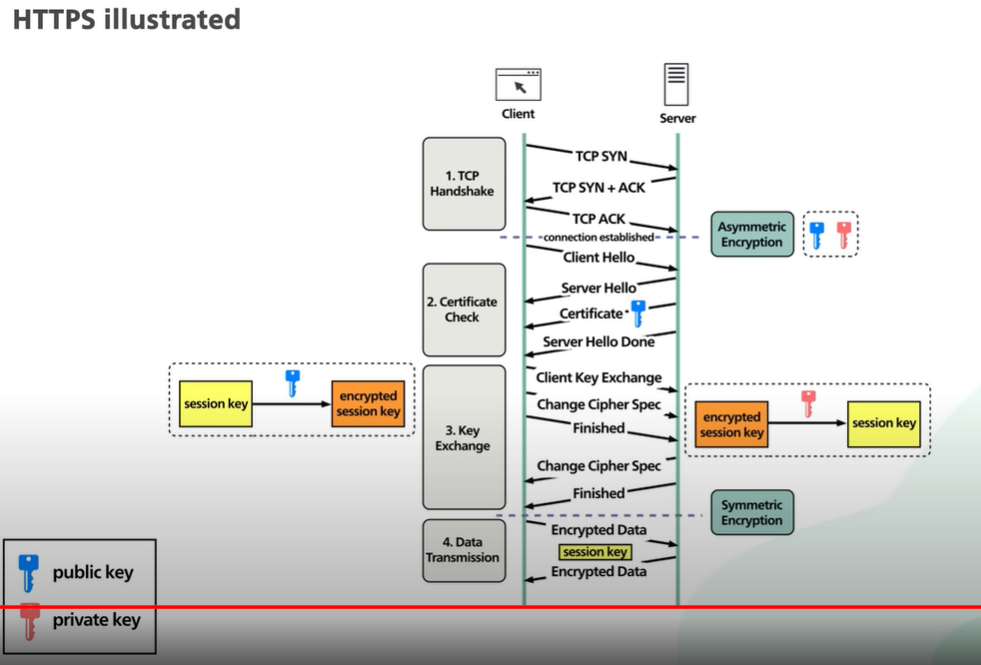 HTTPS illustrated
Client
Server
1. TCP
Handshake
TCP SYN
TCP SYN + ACK
TCP ACK
connection established
Asymmetric
Encryption
2. Certificate
Check
Client Hello
Server Hello
Certificate
Server Hello Done
3. Key
Exchange
Client Key Exchange
Change Cipher Spec
Finished
Change Cipher Spec
Finished
session key
encrypted
session key
encrypted
session key
session key
Symmetric
Encryption
4. Data
Transmission
Encrypted Data
session key
Encrypted Data
public key
private key